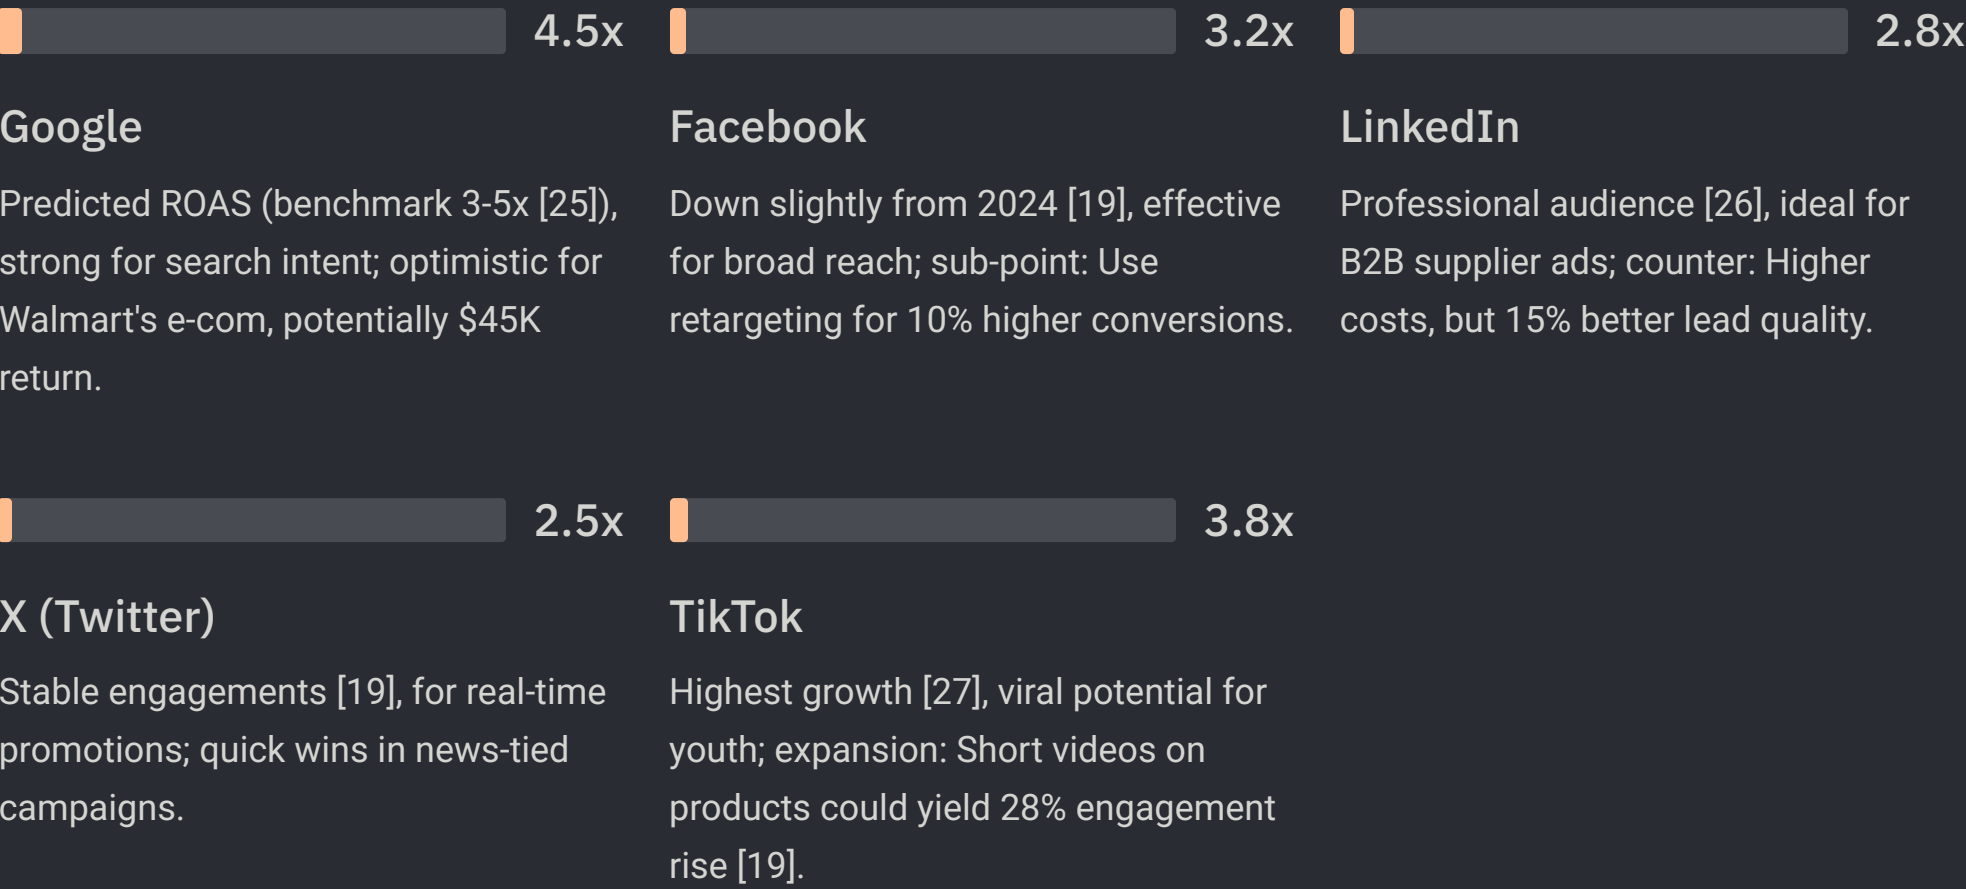 4.5x
Google
Predicted ROAS (benchmark 3-5x [25]),
strong for search intent; optimistic for
Walmart's e-com, potentially $45K
return.
3.2x
Facebook
Down slightly from 2024 [19], effective
for broad reach; sub-point: Use
retargeting for 10% higher conversions.
2.8x
LinkedIn
Professional audience [26], ideal for
B2B supplier ads; counter: Higher
costs, but 15% better lead quality.
2.5x
X (Twitter)
Stable engagements [19], for real-time
promotions; quick wins in news-tied
campaigns.
3.8x
TikTok
Highest growth [27], viral potential for
youth; expansion: Short videos on
products could yield 28% engagement
rise [19].